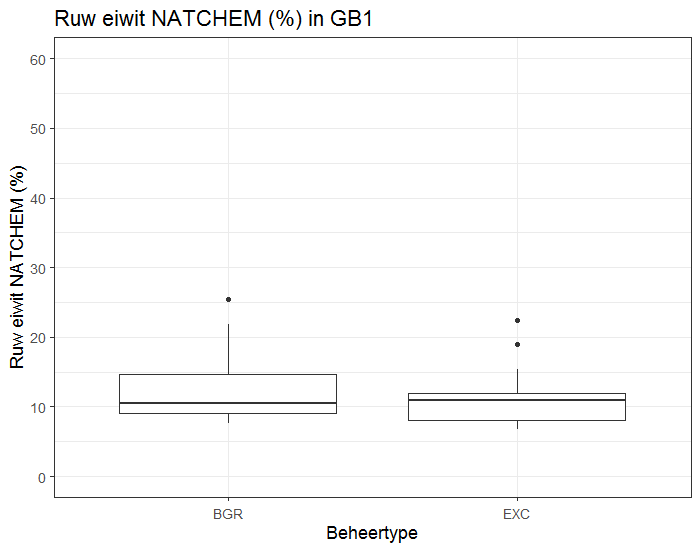 Ruw eiwit NATCHEM (%) in GB1
Ruw eiwit NATCHEM (%)
60
50
40
30
20
10
0
BGR
EXC
Beheertype